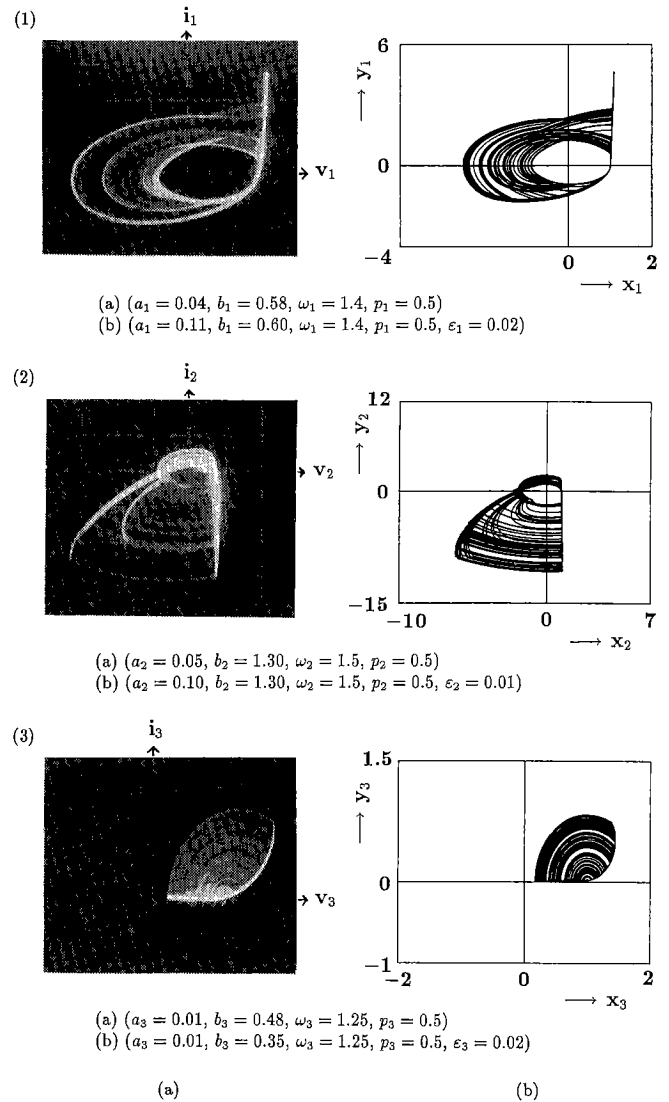 (1)
i₁
v₁
6
y₁
0
−4
0
2
x₁
(a) (a₁ = 0.04, b₁ = 0.58, ω₁ = 1.4, p₁ = 0.5)
(b) (a₁ = 0.11, b₁ = 0.60, ω₁ = 1.4, p₁ = 0.5, ε₁ = 0.02)
(2)
i₂
v₂
12
y₂
0
−15
−10
0
7
x₂
(a) (a₂ = 0.05, b₂ = 1.30, ω₂ = 1.5, p₂ = 0.5)
(b) (a₂ = 0.10, b₂ = 1.30, ω₂ = 1.5, p₂ = 0.5, ε₂ = 0.01)
(3)
i₃
v₃
1.5
y₃
0
−1
−2
0
2
x₃
(a) (a₃ = 0.01, b₃ = 0.48, ω₃ = 1.25, p₃ = 0.5)
(b) (a₃ = 0.01, b₃ = 0.35, ω₃ = 1.25, p₃ = 0.5, ε₃ = 0.02)
(a)
(b)